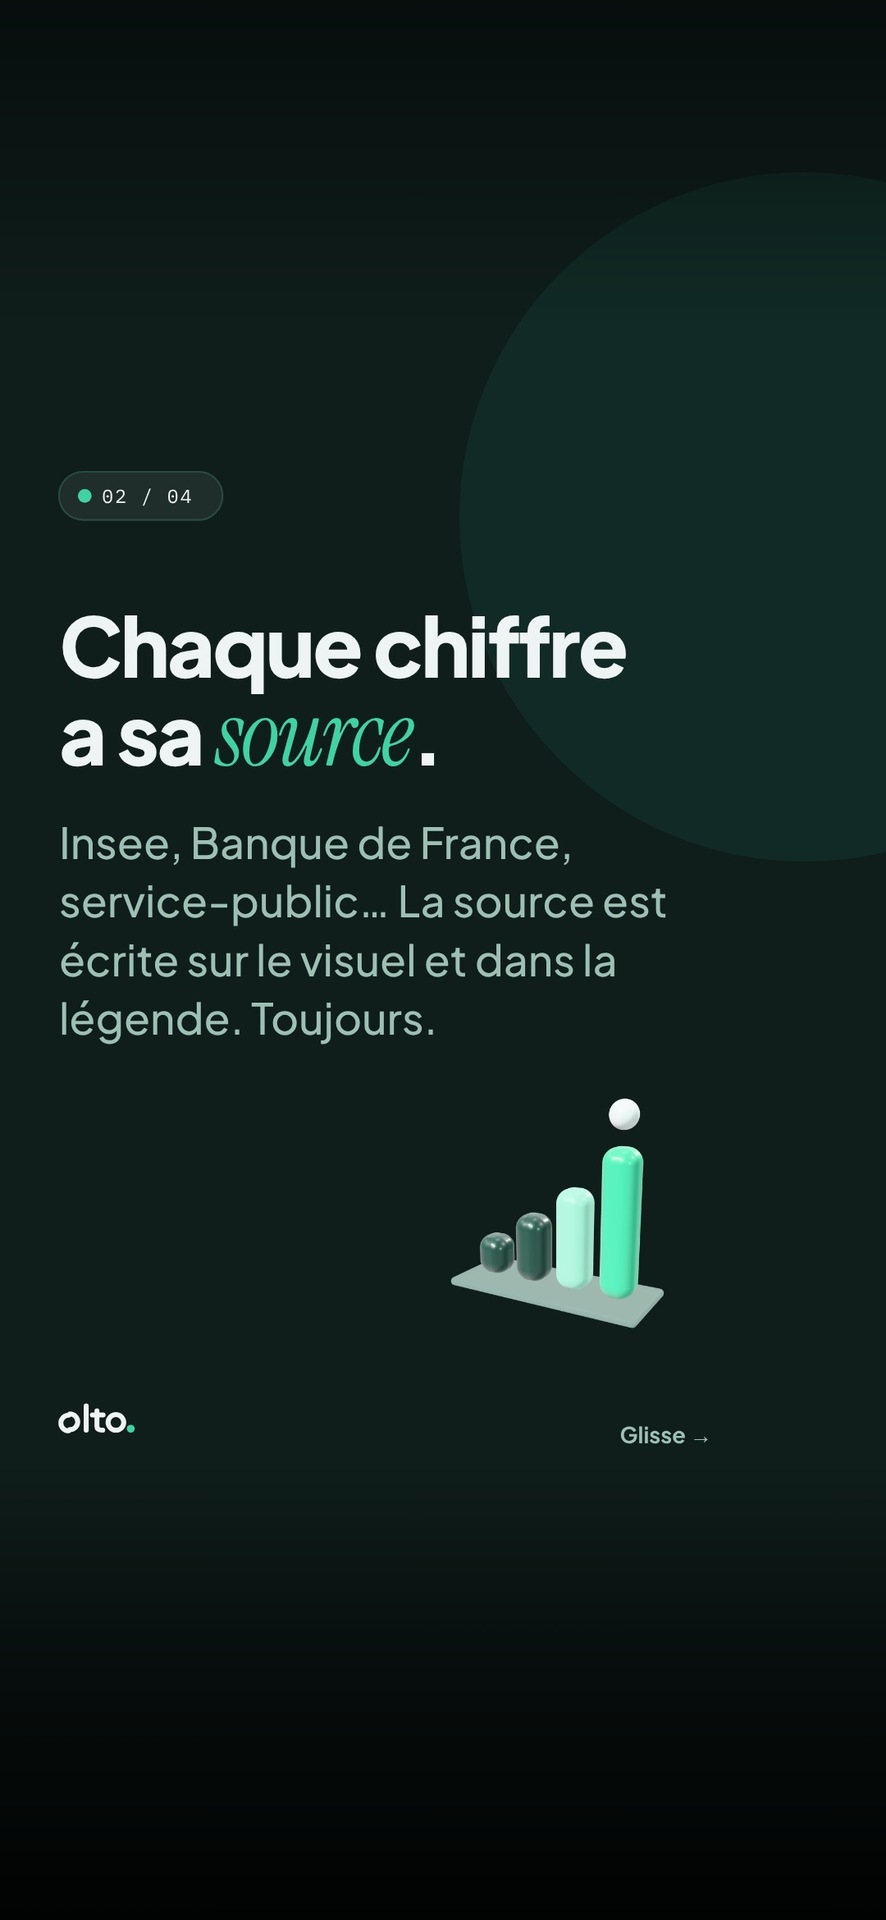 02 / 04
Chaque chiffre
a sa source.
Insee, Banque de France,
service-public… La source est
écrite sur le visuel et dans la
légende. Toujours.
olto.
Glisse →